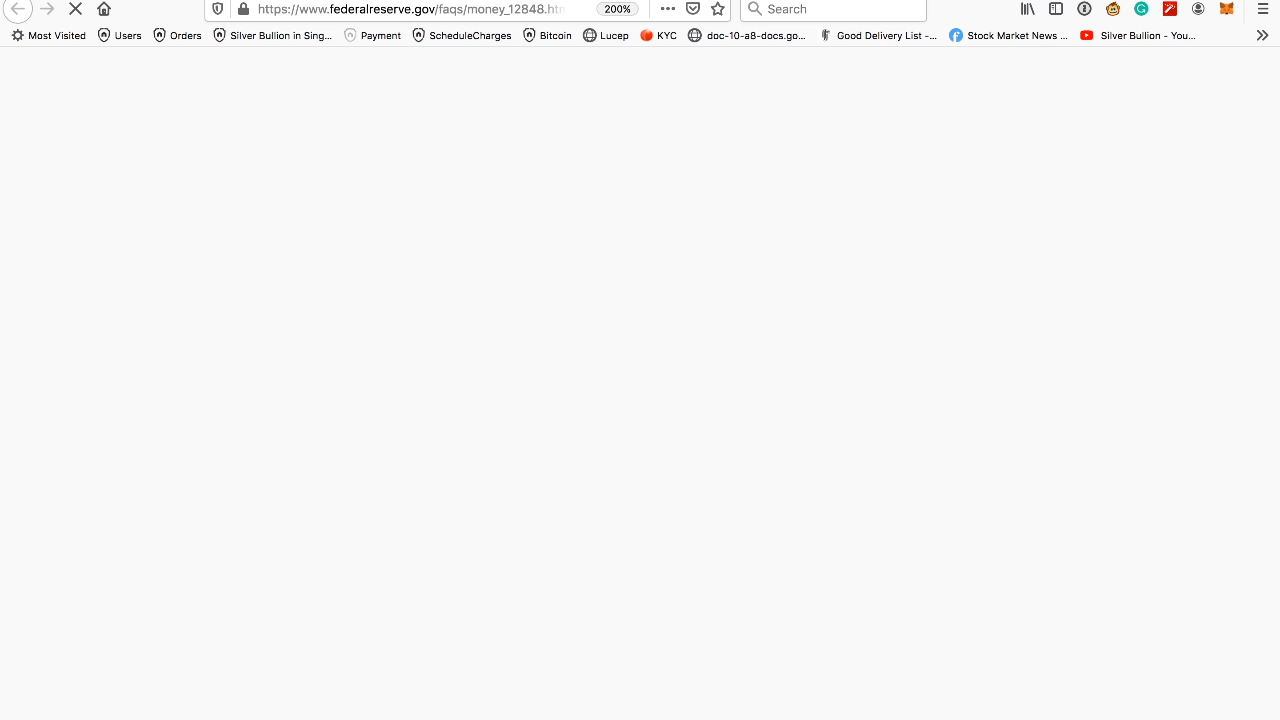 https://www.federalreserve.gov/faqs/money_12848.htm 200% Search
Most Visited Users Orders Silver Bullion in Sing... Payment ScheduleCharges Bitcoin Lucep KYC doc-10-a8-docs.go... Good Delivery List -... Stock Market News ... Silver Bullion - You...